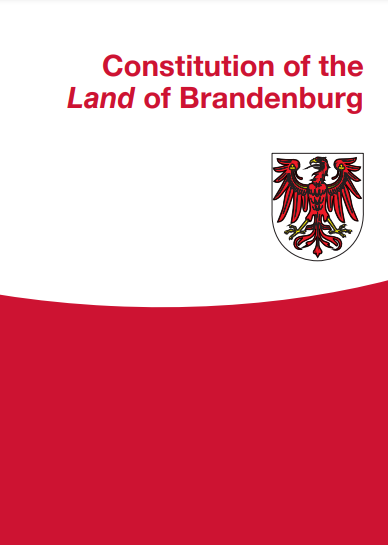 Constitution of the
Land of Brandenburg